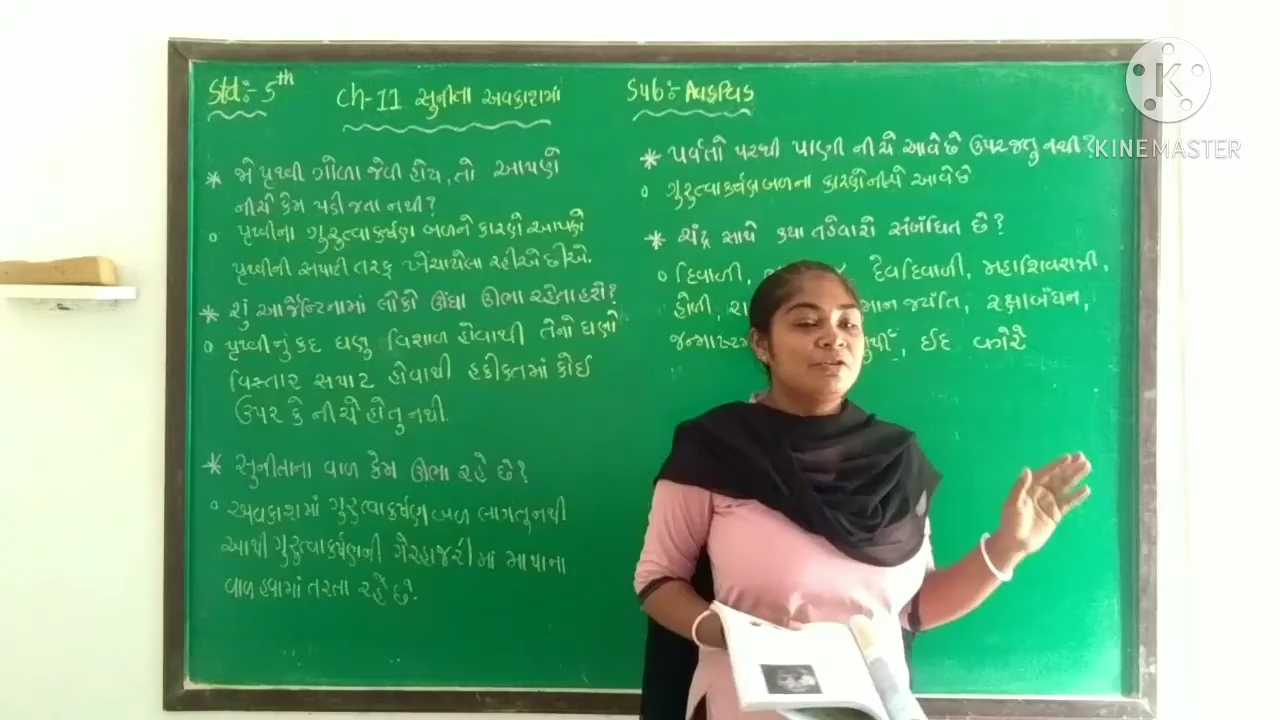 Std:- 5th
Ch-11 સુનીતા અવકાશમાં
* જો પૃથ્વી ગોળા જેવી હોય, તો આપણે
નીચે કેમ પડી જતા નથી?
○ પૃથ્વીના ગુરુત્વાકર્ષણ બળને કારણે આપણે
પૃથ્વીની સપાટી તરફ ખેંચાયેલા રહીએ છીએ.
* શું આર્જેન્ટિનામાં લોકો ઊંધા ઊભા રહેતા હશે?
○ પૃથ્વીનું કદ ઘણુ વિશાળ હોવાથી તેનો ઘણો
વિસ્તાર સપાટ હોવાથી હકીકતમાં કોઈ
ઉપર કે નીચે હોતુ નથી.
* સુનીતાના વાળ કેમ ઊભા રહે છે?
○ અવકાશમાં ગુરુત્વાકર્ષણ બળ લાગતુ નથી
આથી ગુરુત્વાકર્ષણની ગેરહાજરીમાં માથાના
વાળ હવામાં તરતા રહે છે.
Sub:-
* પર્વતો પરથી પાણી નીચે આવે છે ઉપર જતુ નથી?
○ ગુરુત્વાકર્ષણ બળના કારણે નીચે આવે છે
* ચંદ્ર સાથે કયા તહેવારો સંબંધિત છે?
○ દિવાળી, દેવદિવાળી, મહાશિવરાત્રી,
હોળી, જયંતિ, રક્ષાબંધન,
ઈદ વગેરે
KINEMASTER